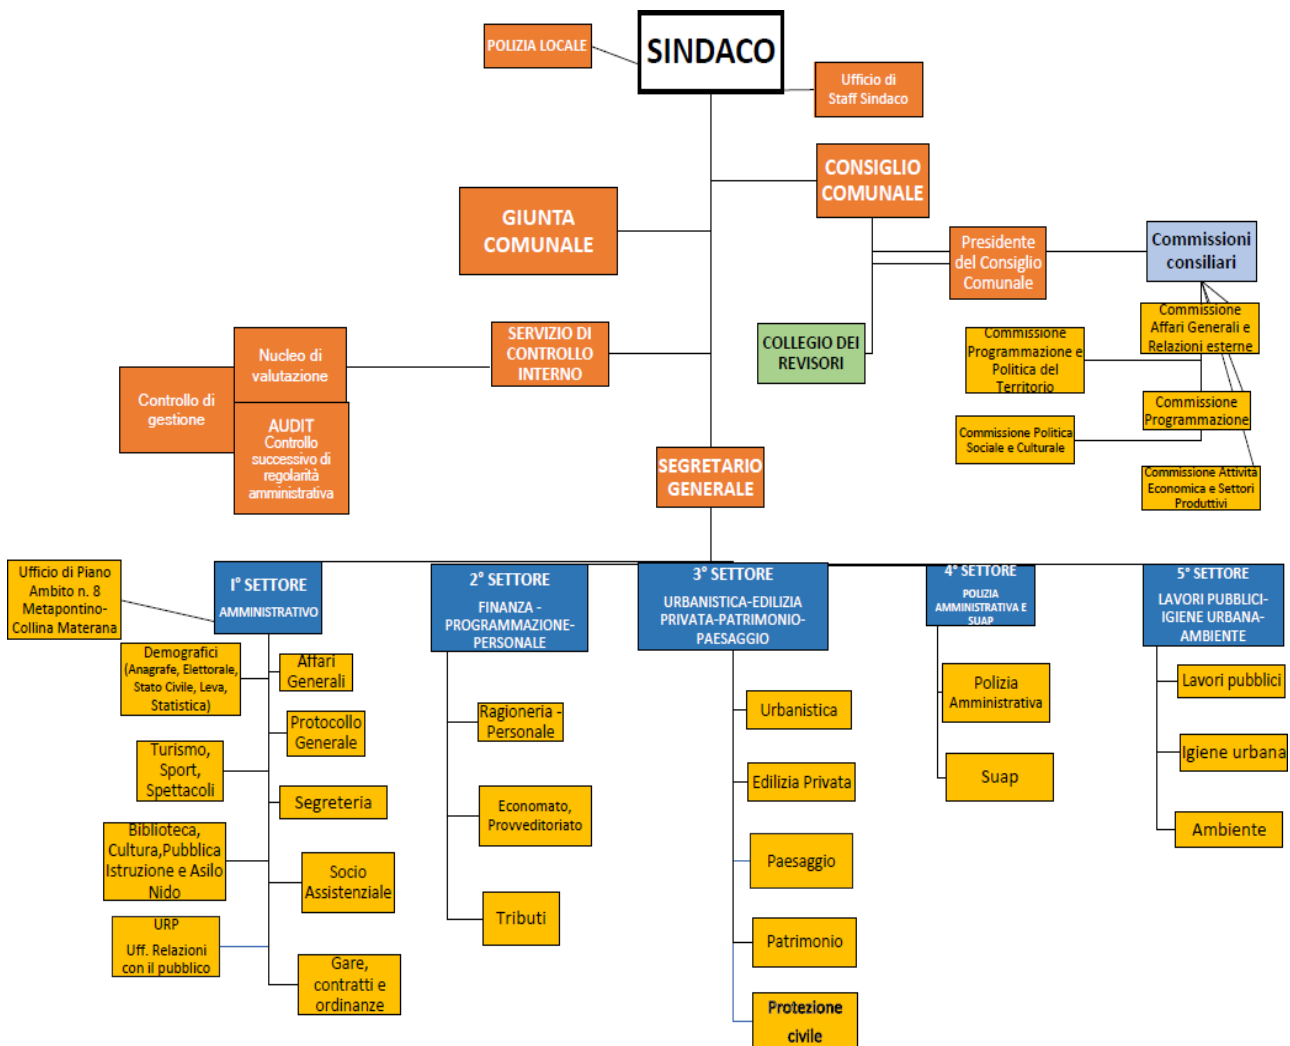 POLIZIA LOCALE
SINDACO
Ufficio di
Staff Sindaco
CONSIGLIO
COMUNALE
GIUNTA
COMUNALE
Presidente
del Consiglio
Comunale
Commissioni
consiliari
Commissione
Affari Generali e
Relazioni esterne
SERVIZIO DI
CONTROLLO
INTERNO
COLLEGIO DEI
REVISORI
Commissione
Programmazione e
Politica del
Territorio
Nucleo di
valutazione
Controllo di
gestione
AUDIT
Controllo
successivo di
regolarità
amministrativa
Commissione
Programmazione
Commissione Politica
Sociale e Culturale
Commissione Attività
Economica e Settori
Produttivi
SEGRETARIO
GENERALE
Ufficio di Piano
Ambito n. 8
Metapontino-
Collina Materana
I° SETTORE
AMMINISTRATIVO
2° SETTORE
FINANZA -
PROGRAMMAZIONE-
PERSONALE
3° SETTORE
URBANISTICA-EDILIZIA
PRIVATA-PATRIMONIO-
PAESAGGIO
4° SETTORE
POLIZIA
AMMINISTRATIVA E
SUAP
5° SETTORE
LAVORI PUBBLICI-
IGIENE URBANA-
AMBIENTE
Demografici
(Anagrafe, Elettorale,
Stato Civile, Leva,
Statistica)
Affari
Generali
Protocollo
Generale
Turismo,
Sport,
Spettacoli
Segreteria
Biblioteca,
Cultura,Pubblica
Istruzione e Asilo
Nido
Socio
Assistenziale
URP
Uff. Relazioni
con il pubblico
Gare,
contratti e
ordinanze
Ragioneria -
Personale
Economato,
Provveditoriato
Tributi
Urbanistica
Edilizia Privata
Paesaggio
Patrimonio
Protezione
civile
Polizia
Amministrativa
Suap
Lavori pubblici
Igiene urbana
Ambiente